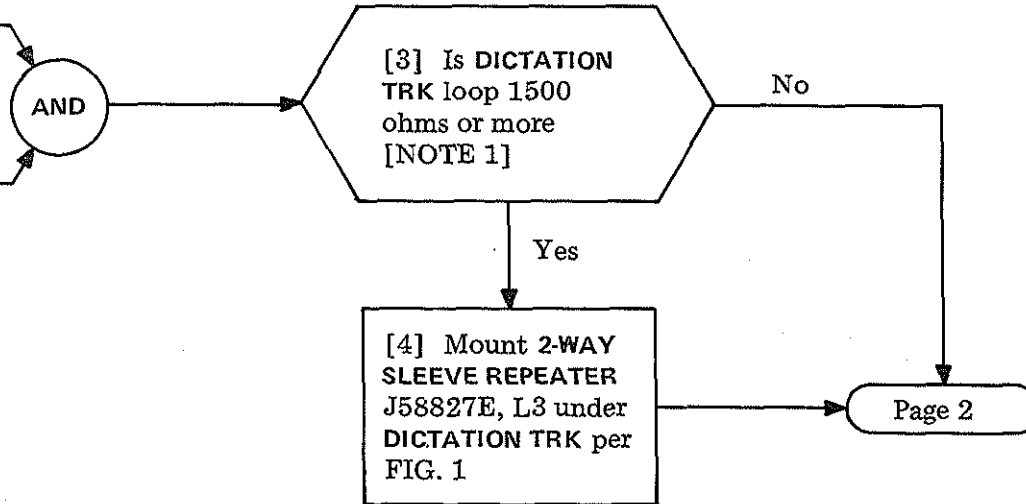 AND
[3] Is DICTATION
TRK loop 1500
ohms or more
[NOTE 1]
No
Yes
[4] Mount 2-WAY
SLEEVE REPEATER
J58827E, L3 under
DICTATION TRK per
FIG. 1
Page 2